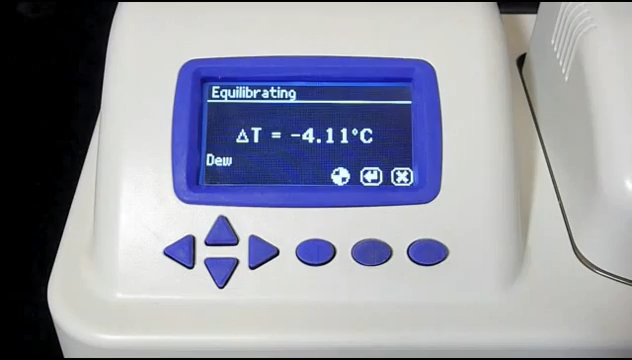 Equilibrating
ΔT = -4.11°C
Dew